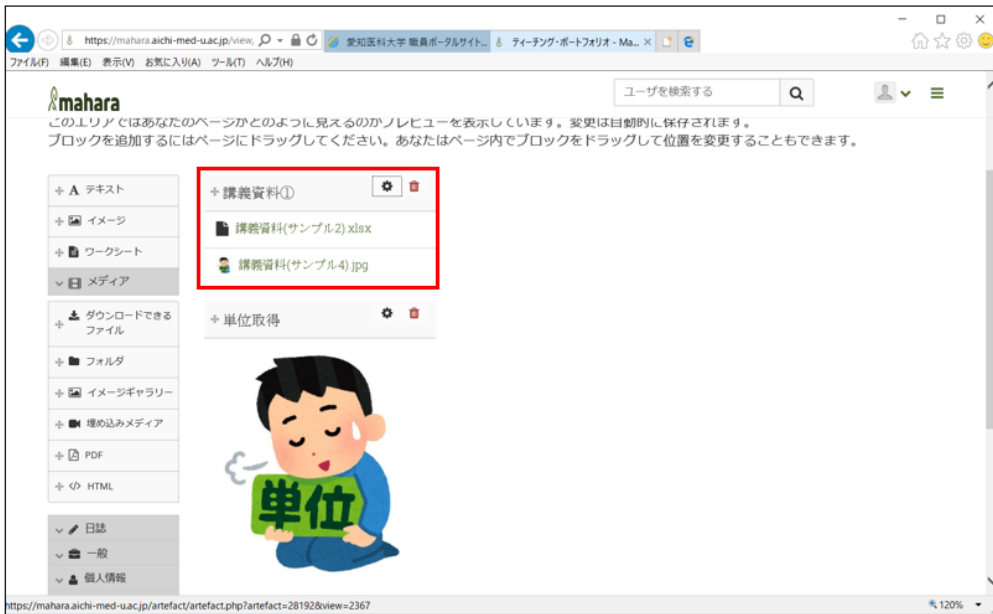 https://mahara.aichi-med-u.ac.jp/view,
愛知医科大学 職員ポータルサイト...
ティーチング・ポートフォリオ - Ma...
ファイル(F) 編集(E) 表示(V) お気に入り(A) ツール(T) ヘルプ(H)
mahara
ユーザを検索する
このエリアではあなたのページがどのように見えるのかプレビューを表示しています。変更は自動的に保存されます。
ブロックを追加するにはページにドラッグしてください。あなたはページ内でブロックをドラッグして位置を変更することもできます。
テキスト
イメージ
ワークシート
メディア
ダウンロードできる
ファイル
フォルダ
イメージギャラリー
埋め込みメディア
PDF
HTML
日誌
一般
個人情報
講義資料①
講義資料(サンプル2).xlsx
講義資料(サンプル4).jpg
単位取得
単位
https://mahara.aichi-med-u.ac.jp/artefact/artefact.php?artefact=28192&view=2367
120%